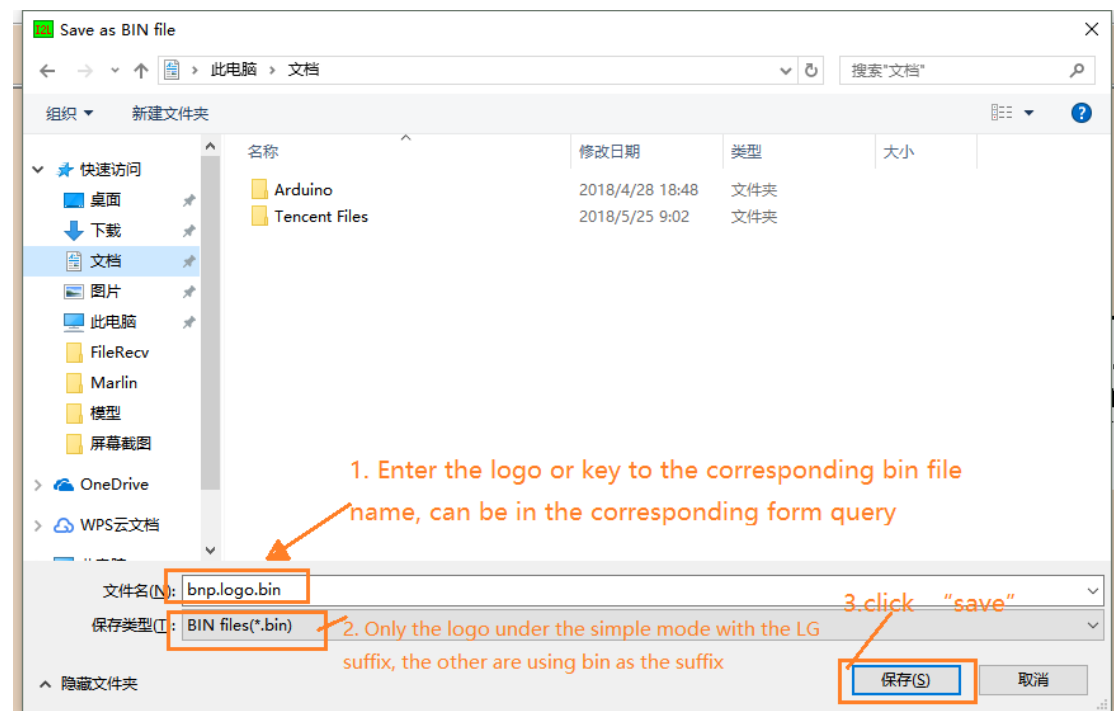 I2L Save as BIN file
此电脑 › 文档 搜索"文档"
组织 新建文件夹
名称 修改日期 类型 大小
快速访问
桌面
下载
文档
图片
此电脑
FileRecv
Marlin
模型
屏幕截图
OneDrive
WPS云文档
Arduino 2018/4/28 18:48 文件夹
Tencent Files 2018/5/25 9:02 文件夹
1. Enter the logo or key to the corresponding bin file
name, can be in the corresponding form query
文件名(N): bnp.logo.bin
保存类型(T): BIN files(*.bin)
2. Only the logo under the simple mode with the LG
suffix, the other are using bin as the suffix
3.click “save”
隐藏文件夹 保存(S) 取消